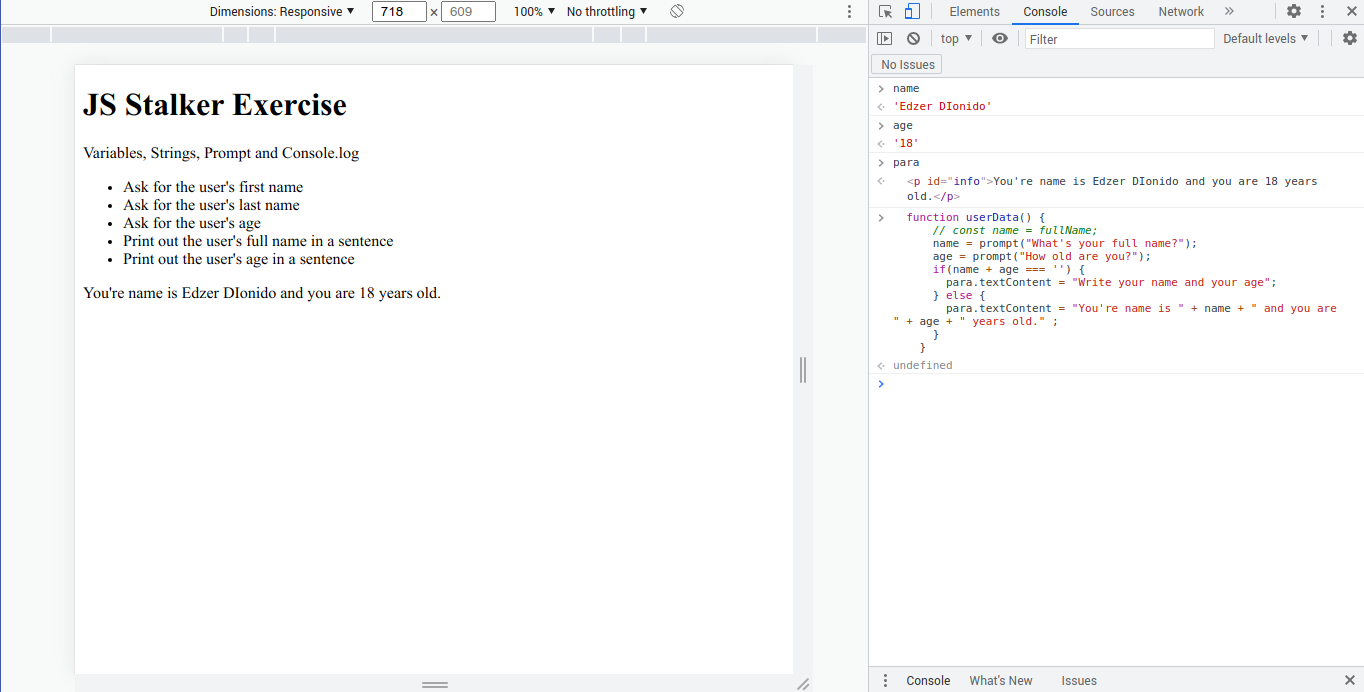 Dimensions: Responsive ▼ 718 × 609 100% ▼ No throttling ▼
Elements Console Sources Network »
top ▼ Filter Default levels ▼
No Issues
JS Stalker Exercise
Variables, Strings, Prompt and Console.log
• Ask for the user's first name
• Ask for the user's last name
• Ask for the user's age
• Print out the user's full name in a sentence
• Print out the user's age in a sentence
You're name is Edzer DIonido and you are 18 years old.
> name
'Edzer DIonido'
> age
'18'
> para
<p id="info">You're name is Edzer DIonido and you are 18 years
old.</p>
> function userData() {
// const name = fullName;
name = prompt("What's your full name?");
age = prompt("How old are you?");
if(name + age === '') {
para.textContent = "Write your name and your age";
} else {
para.textContent = "You're name is " + name + " and you are
" + age + " years old." ;
}
}
undefined
>
Console What's New Issues